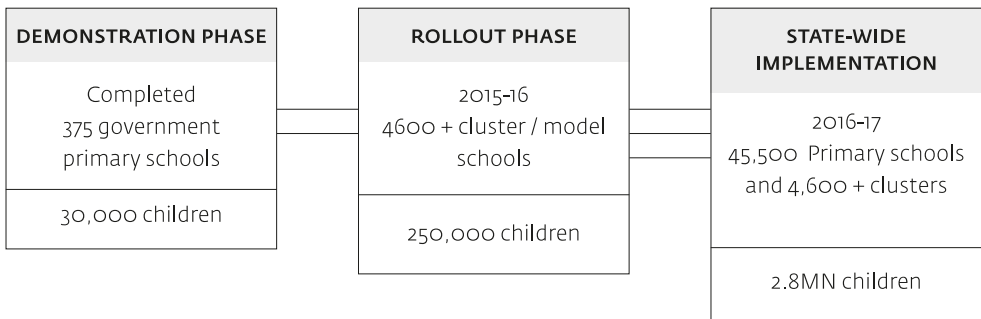 DEMONSTRATION PHASE
Completed
375 government
primary schools
30,000 children
ROLLOUT PHASE
2015-16
4600 + cluster / model
schools
250,000 children
STATE-WIDE
IMPLEMENTATION
2016-17
45,500 Primary schools
and 4,600 + clusters
2.8MN children